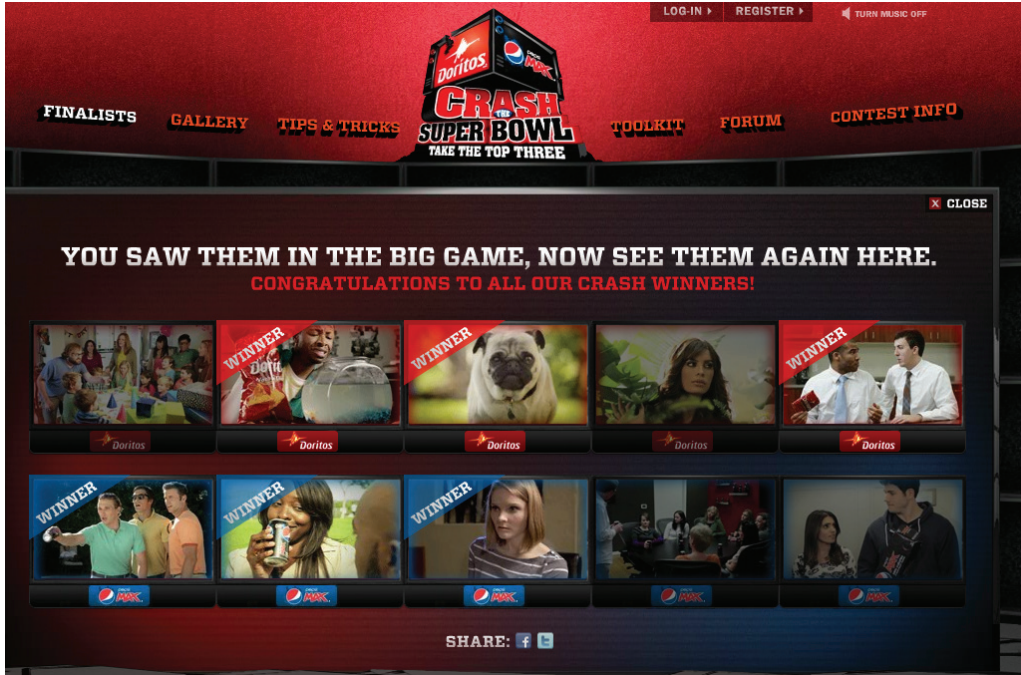 LOG-IN REGISTER TURN MUSIC OFF
Doritos PEPSI MAX
CRASH
THE
SUPER BOWL
TAKE THE TOP THREE
FINALISTS GALLERY TIPS & TRICKS TOOLKIT FORUM CONTEST INFO
X CLOSE
YOU SAW THEM IN THE BIG GAME, NOW SEE THEM AGAIN HERE.
CONGRATULATIONS TO ALL OUR CRASH WINNERS!
WINNER WINNER WINNER
Doritos Doritos Doritos Doritos Doritos
WINNER WINNER WINNER
PEPSI MAX PEPSI MAX PEPSI MAX PEPSI MAX PEPSI MAX
SHARE: f t